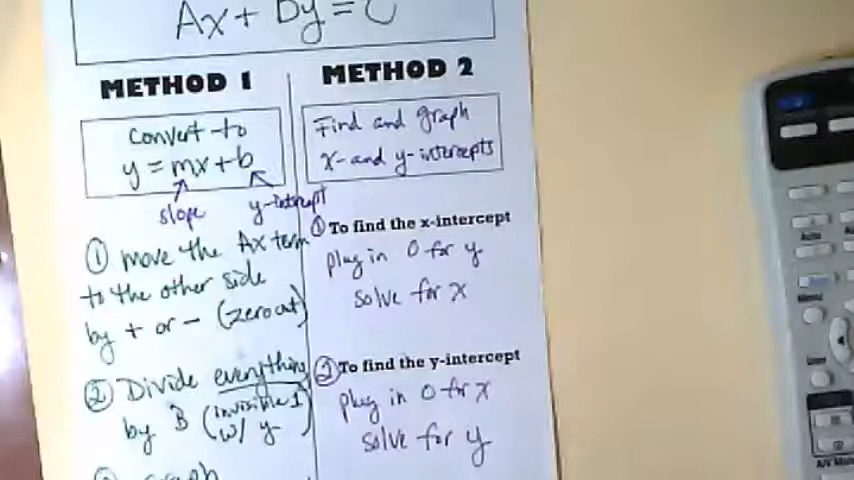 Ax + By = C
METHOD 1
Convert to
y = mx + b
slope
y-intercept
① move the Ax term
to the other side
by + or - (zero out)
② Divide everything
by B (invisible 1
w/ y)
③ graph
METHOD 2
Find and graph
x- and y-intercepts
① To find the x-intercept
plug in 0 for y
solve for x
② To find the y-intercept
plug in 0 for x
solve for y
Menu